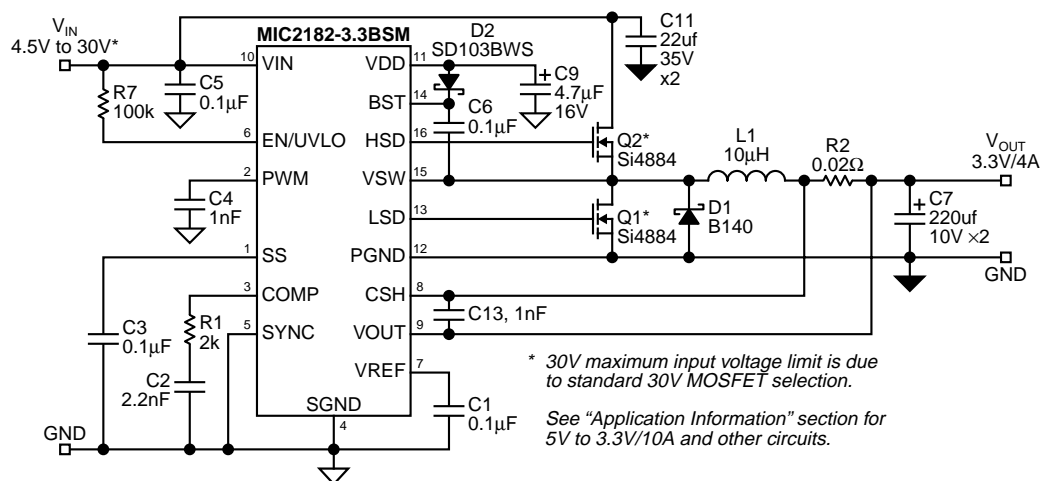 V_IN
4.5V to 30V*
MIC2182-3.3BSM
D2
SD103BWS
C11
22uf
35V
x2
10
VIN
VDD
11
C5
0.1µF
R7
100k
C9
4.7µF
16V
14
BST
C6
0.1µF
6
EN/UVLO
HSD
16
Q2*
Si4884
L1
10µH
R2
0.02Ω
V_OUT
3.3V/4A
2
PWM
VSW
15
C4
1nF
LSD
13
Q1*
Si4884
D1
B140
C7
220uf
10V ×2
1
SS
PGND
12
GND
3
COMP
CSH
8
C13, 1nF
C3
0.1µF
R1
2k
5
SYNC
VOUT
9
C2
2.2nF
VREF
7
C1
0.1µF
SGND
4
GND
* 30V maximum input voltage limit is due
to standard 30V MOSFET selection.
See “Application Information” section for
5V to 3.3V/10A and other circuits.